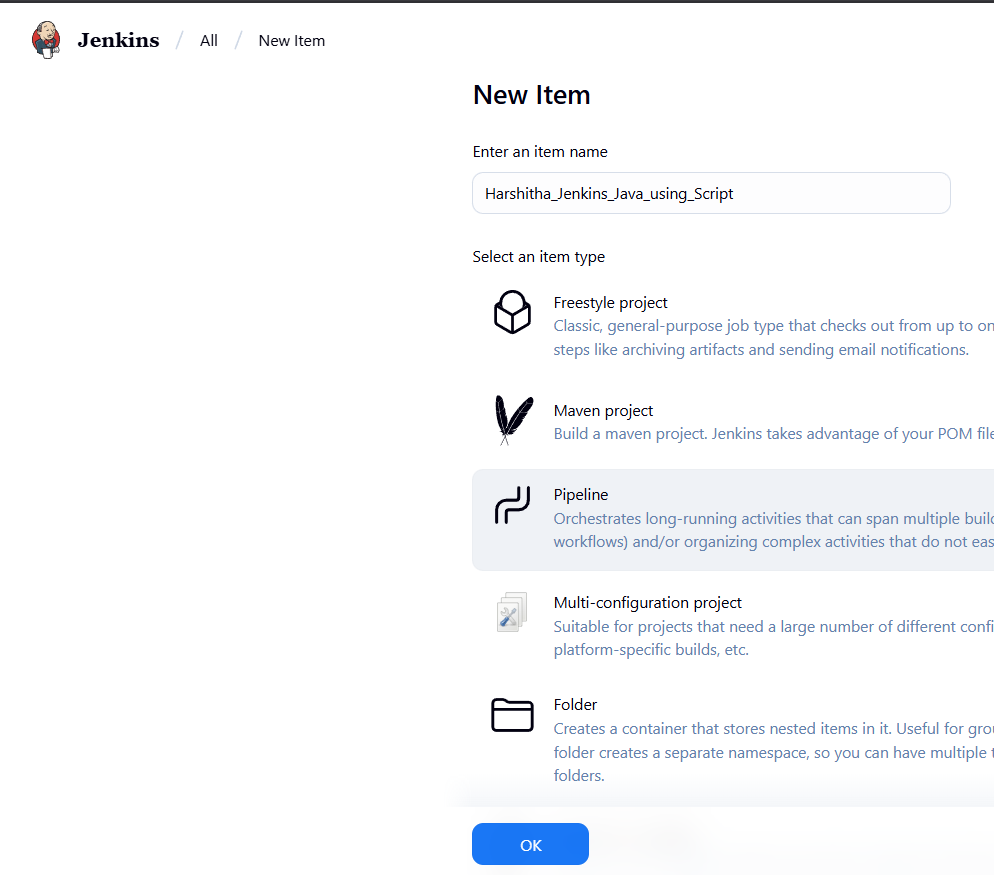 Jenkins / All / New Item
New Item
Enter an item name
Harshitha_Jenkins_Java_using_Script
Select an item type
Freestyle project
Classic, general-purpose job type that checks out from up to on
steps like archiving artifacts and sending email notifications.
Maven project
Build a maven project. Jenkins takes advantage of your POM file
Pipeline
Orchestrates long-running activities that can span multiple build
workflows) and/or organizing complex activities that do not eas
Multi-configuration project
Suitable for projects that need a large number of different confi
platform-specific builds, etc.
Folder
Creates a container that stores nested items in it. Useful for gro
folder creates a separate namespace, so you can have multiple t
folders.
OK